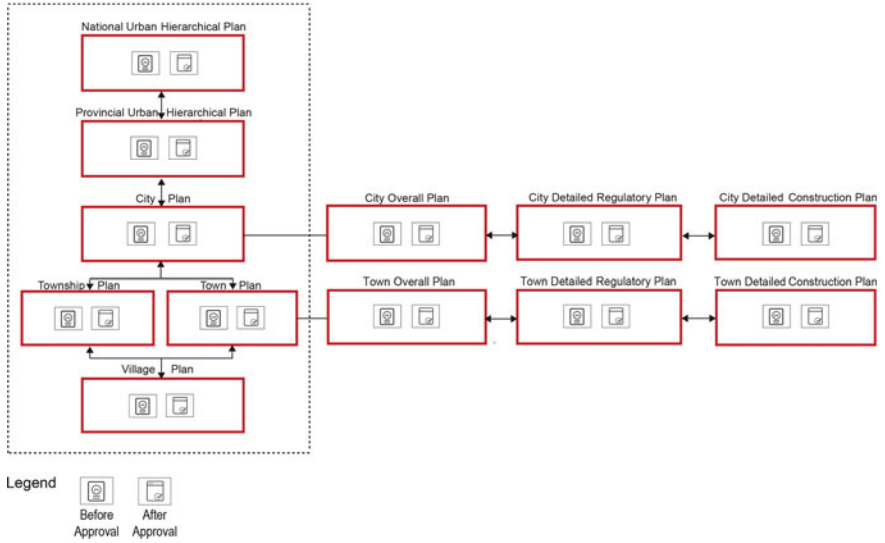 National Urban Hierarchical Plan
Provincial Urban Hierarchical Plan
City Plan
City Overall Plan
City Detailed Regulatory Plan
City Detailed Construction Plan
Township Plan
Town Plan
Town Overall Plan
Town Detailed Regulatory Plan
Town Detailed Construction Plan
Village Plan
Legend
Before
Approval
After
Approval